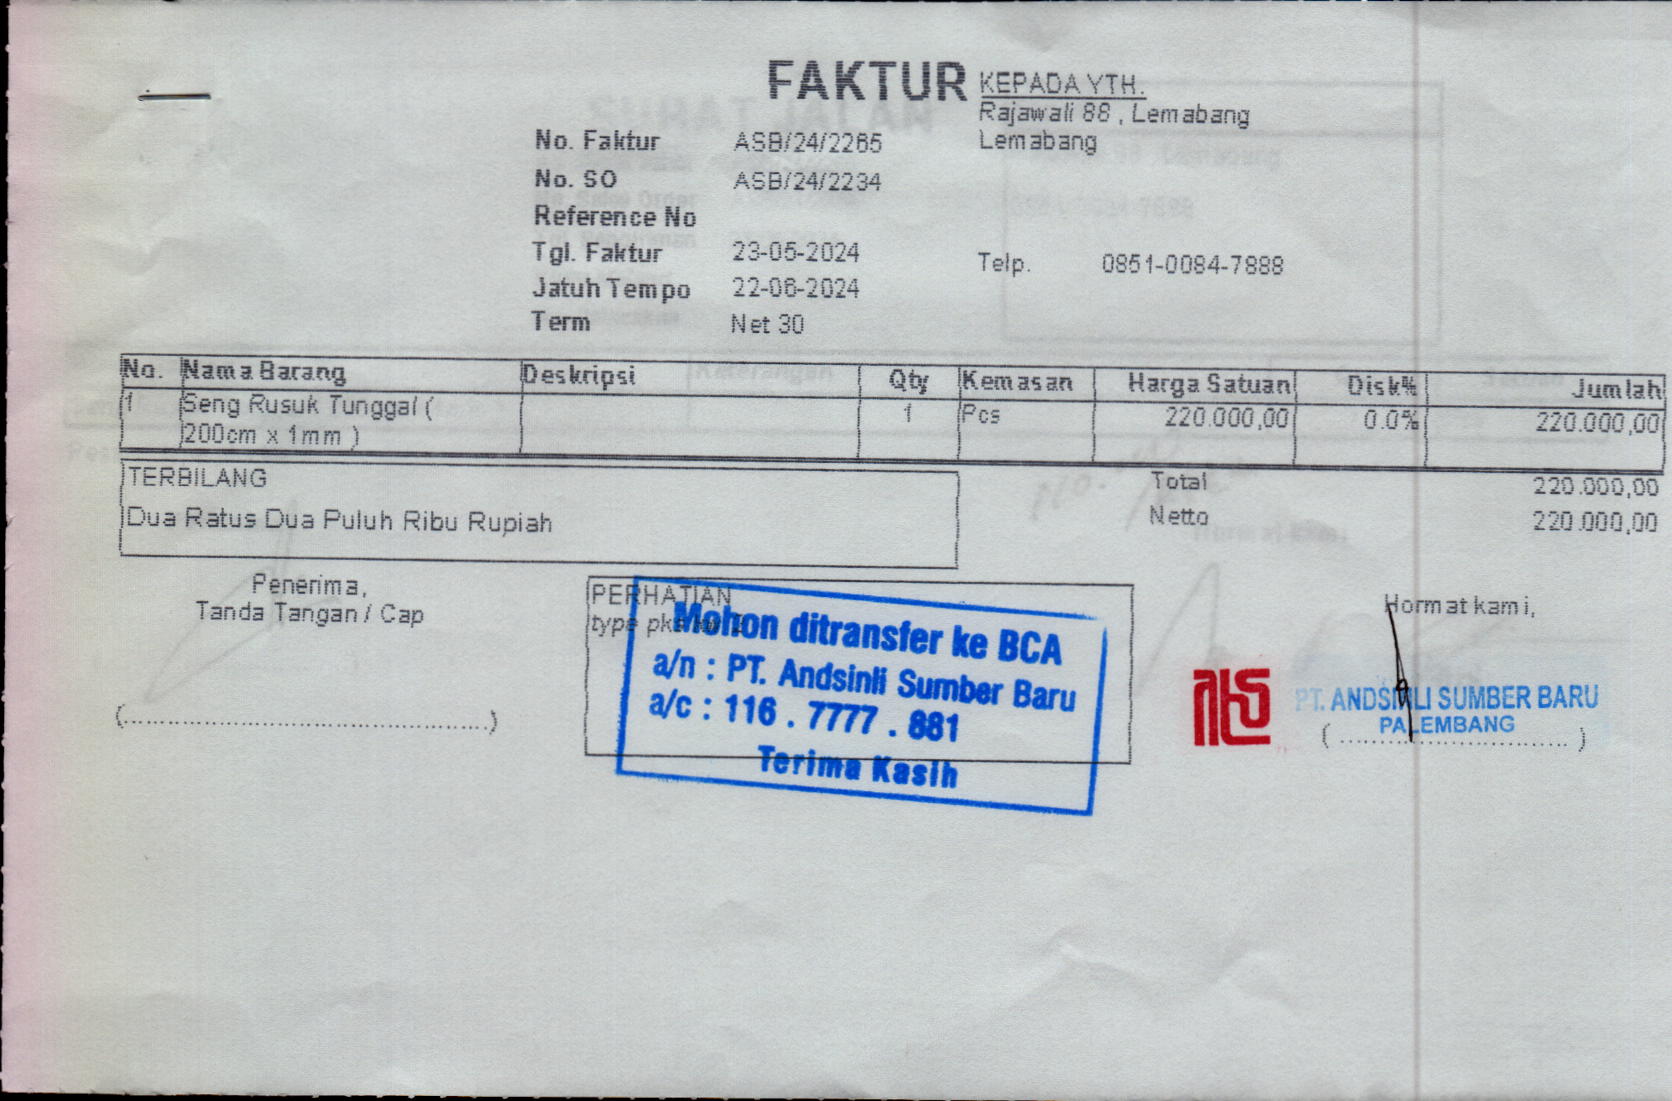 FAKTUR
KEPADA YTH.
Rajawali 88 , Lemabang
Lemabang
No. Faktur ASB/24/2265
No. SO ASB/24/2234
Reference No
Tgl. Faktur 23-05-2024
Jatuh Tempo 22-06-2024
Term Net 30
Telp. 0851-0084-7888
No. Nama Barang Deskripsi Qty Kemasan Harga Satuan Disk% Jumlah
1 Seng Rusuk Tunggal ( 1 Pcs 220.000,00 0.0% 220.000,00
200cm x 1mm )
TERBILANG
Dua Ratus Dua Puluh Ribu Rupiah
Total 220.000,00
Netto 220.000,00
Penerima,
Tanda Tangan / Cap
(........................................)
PERHATIAN
type
Mohon ditransfer ke BCA
a/n : PT. Andsinli Sumber Baru
a/c : 116 . 7777 . 881
Terima Kasih
Hormat kami,
PT. ANDSINLI SUMBER BARU
PALEMBANG
(........................................)